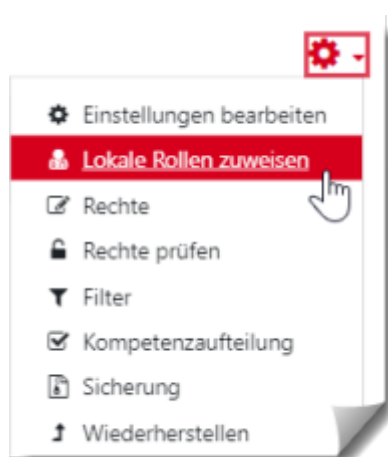 Einstellungen bearbeiten
Lokale Rollen zuweisen
Rechte
Rechte prüfen
Filter
Kompetenzaufteilung
Sicherung
Wiederherstellen